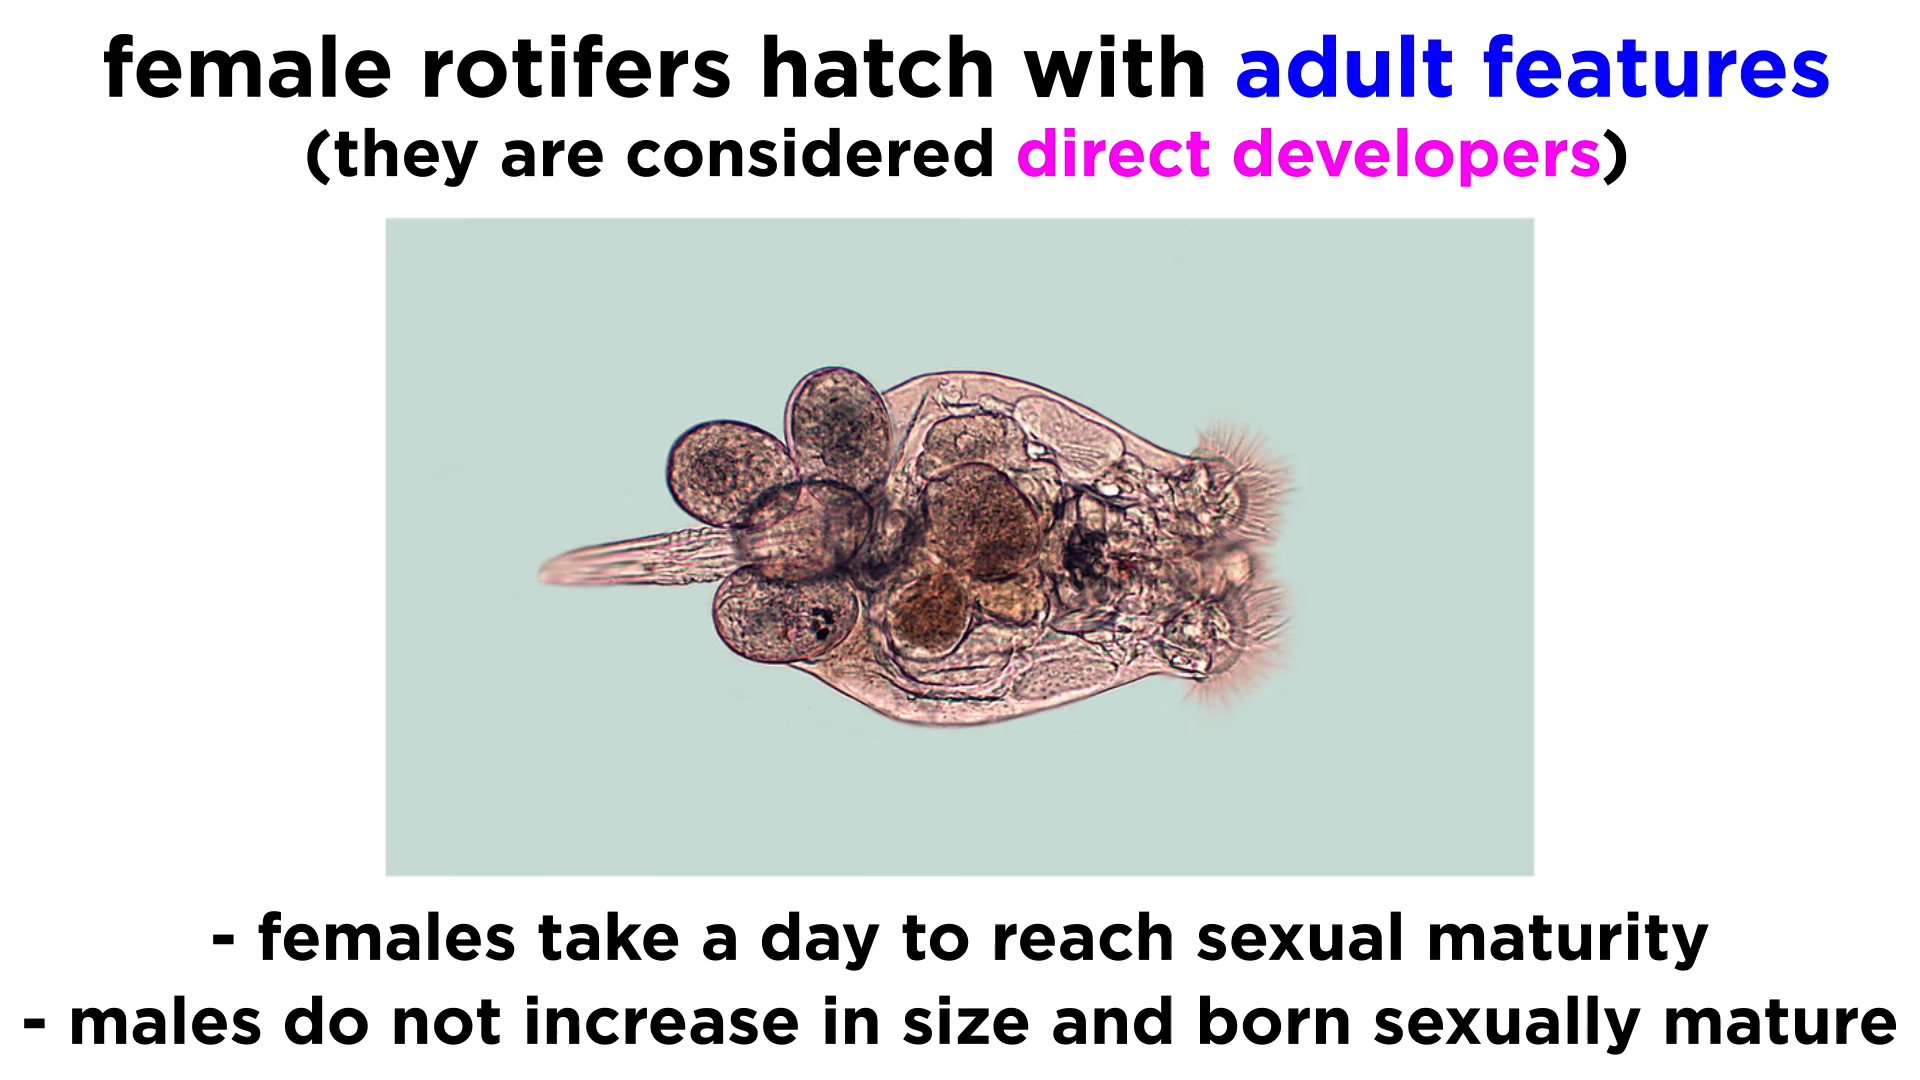 female rotifers hatch with adult features
(they are considered direct developers)
- females take a day to reach sexual maturity
- males do not increase in size and born sexually mature